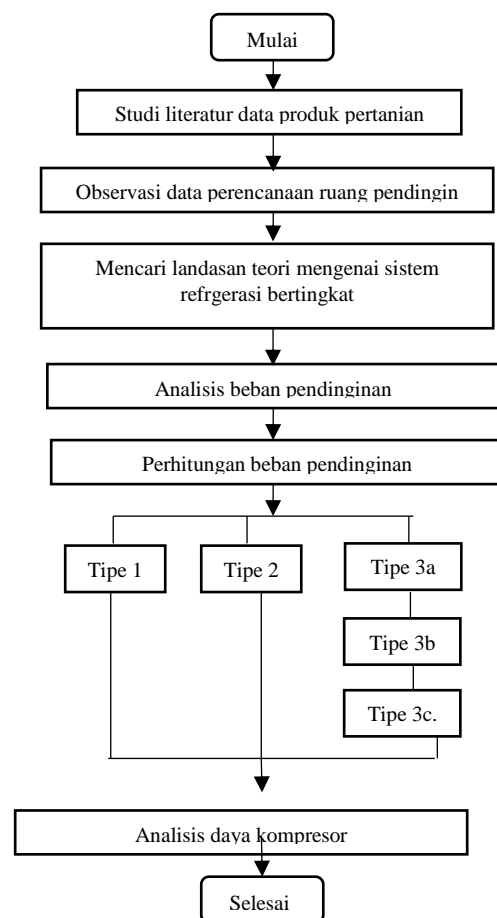 Mulai
Studi literatur data produk pertanian
Observasi data perencanaan ruang pendingin
Mencari landasan teori mengenai sistem
refrgerasi bertingkat
Analisis beban pendinginan
Perhitungan beban pendinginan
Tipe 1
Tipe 2
Tipe 3a
Tipe 3b
Tipe 3c.
Analisis daya kompresor
Selesai